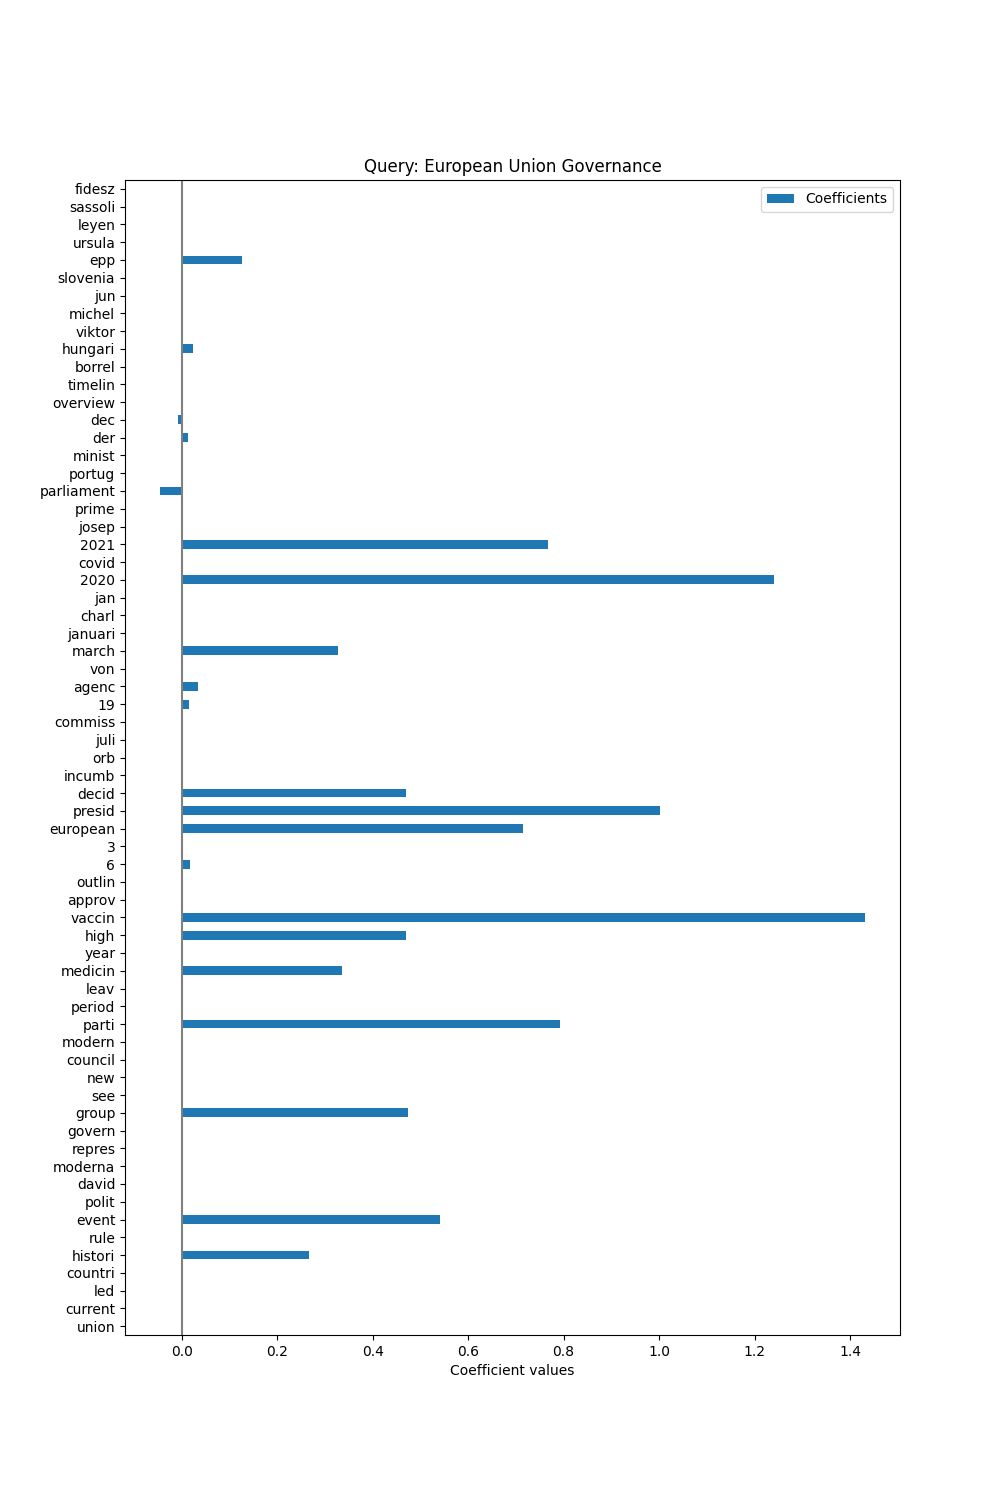 Query: European Union Governance
Coefficients
fidesz
sassoli
leyen
ursula
epp
slovenia
jun
michel
viktor
hungari
borrel
timelin
overview
dec
der
minist
portug
parliament
prime
josep
2021
covid
2020
jan
charl
januari
march
von
agenc
19
commiss
juli
orb
incumb
decid
presid
european
3
6
outlin
approv
vaccin
high
year
medicin
leav
period
parti
modern
council
new
see
group
govern
repres
moderna
david
polit
event
rule
histori
countri
led
current
union
0.0 0.2 0.4 0.6 0.8 1.0 1.2 1.4
Coefficient values